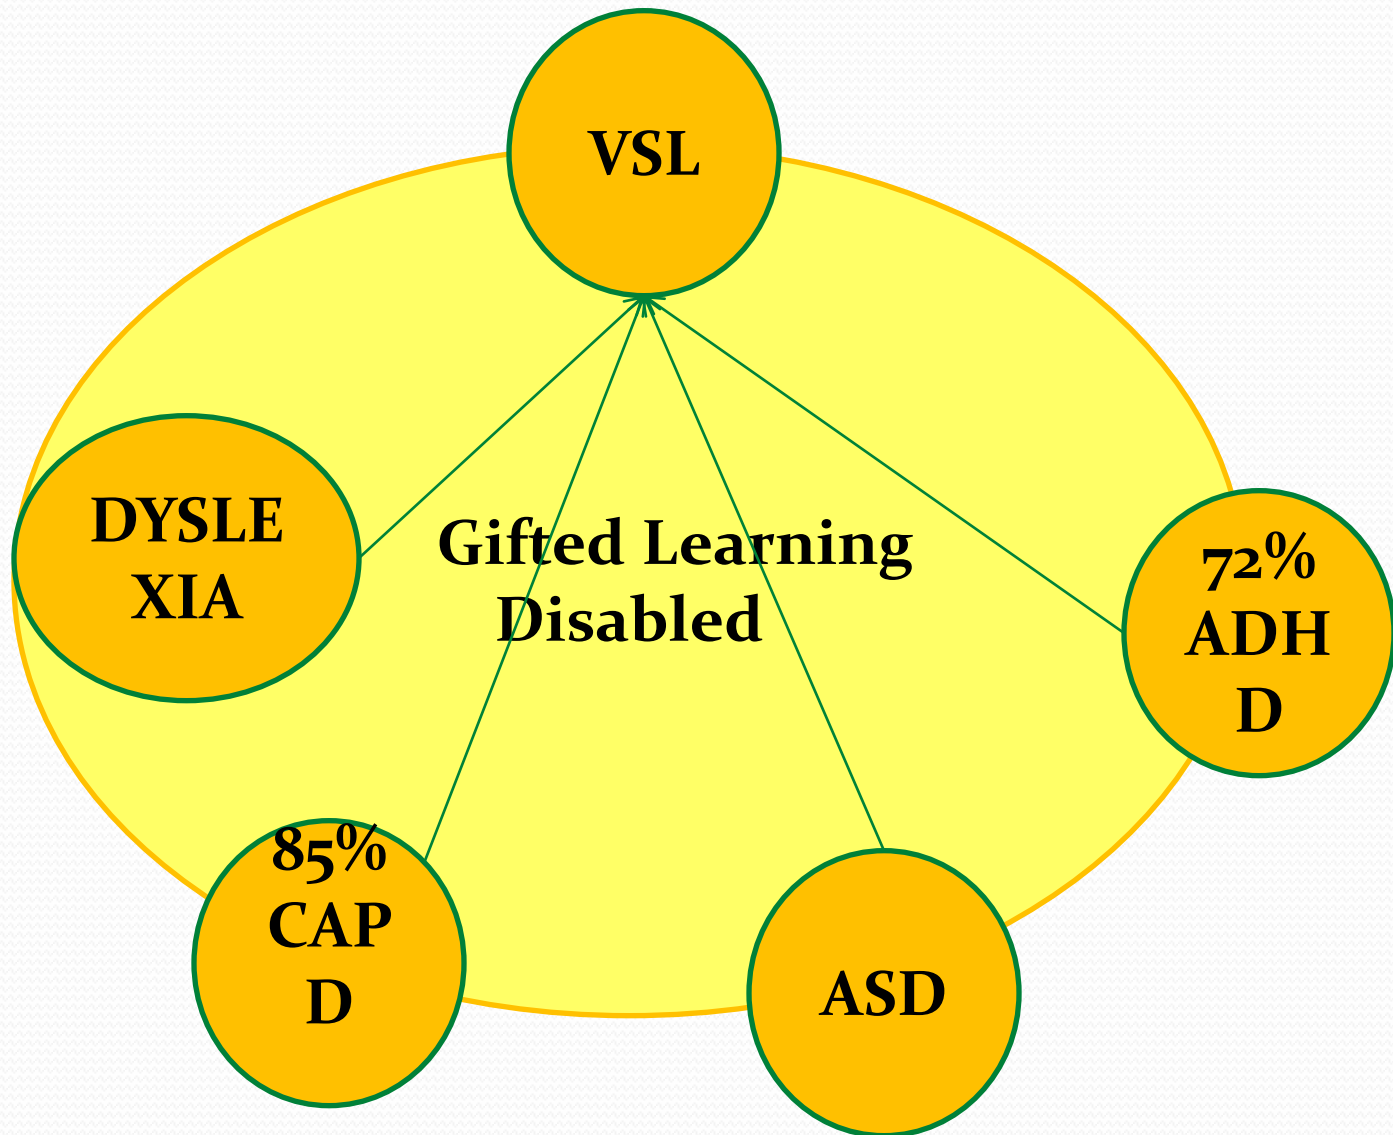 VSL
DYSLE
XIA
Gifted Learning
Disabled
72%
ADH
D
85%
CAP
D
ASD